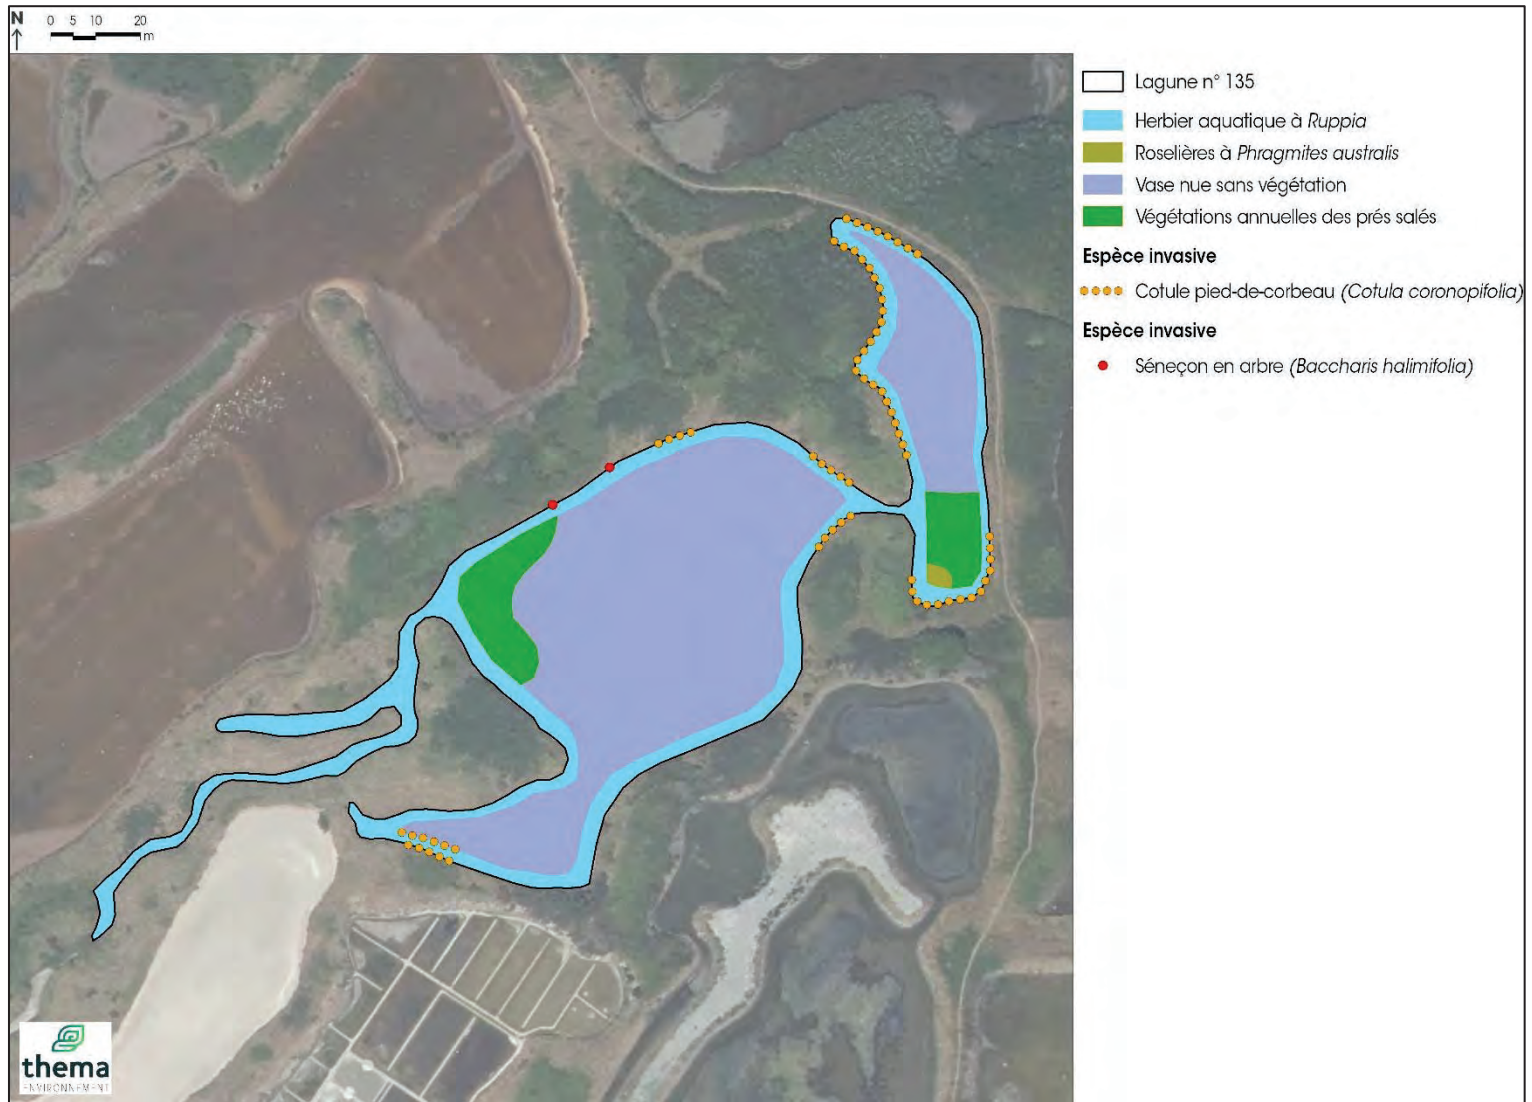 N
0 5 10 20
m
Lagune n° 135
Herbier aquatique à Ruppia
Roselières à Phragmites australis
Vase nue sans végétation
Végétations annuelles des prés salés
Espèce invasive
Cotule pied-de-corbeau (Cotula coronopifolia)
Espèce invasive
Séneçon en arbre (Baccharis halimifolia)
thema
ENVIRONNEMENT